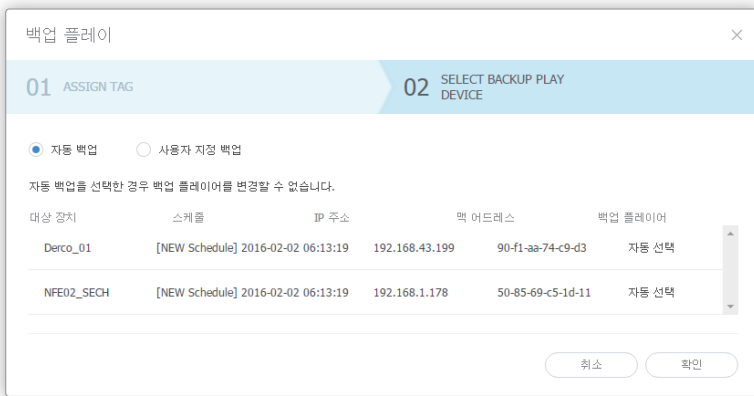 백업 플레이
01 ASSIGN TAG
02 SELECT BACKUP PLAY
DEVICE
자동 백업 사용자 지정 백업
자동 백업을 선택한 경우 백업 플레이어를 변경할 수 없습니다.
대상 장치 스케줄 IP 주소 맥 어드레스 백업 플레이어
Derco_01 [NEW Schedule] 2016-02-02 06:13:19 192.168.43.199 90-f1-aa-74-c9-d3 자동 선택
NFE02_SECH [NEW Schedule] 2016-02-02 06:13:19 192.168.1.178 50-85-69-c5-1d-11 자동 선택
취소 확인